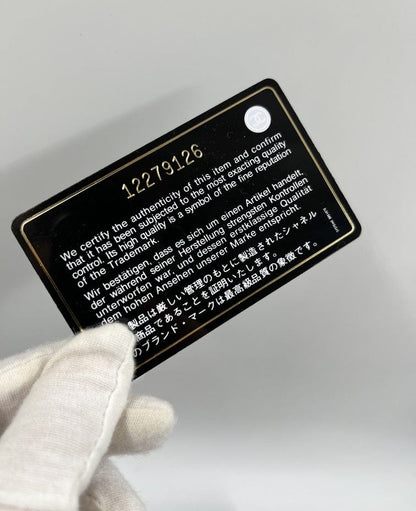 12279126
We certify the authenticity of this item and confirm
that it has been subjected to the most exacting quality
control. Its high quality is a symbol of the fine reputation
of the Trademark.
Wir bestätigen, dass es sich um einen Artikel handelt,
der während seiner Herstellung strengsten Kontrollen
unterworfen war, und dessen erstklassige Qualität
dem hohen Ansehen unserer Marke entspricht.
製品は厳しい管理のもとに製造されたシャネル
商品であることを証明いたします。
のブランド・マークは最高級品質の象徴です。